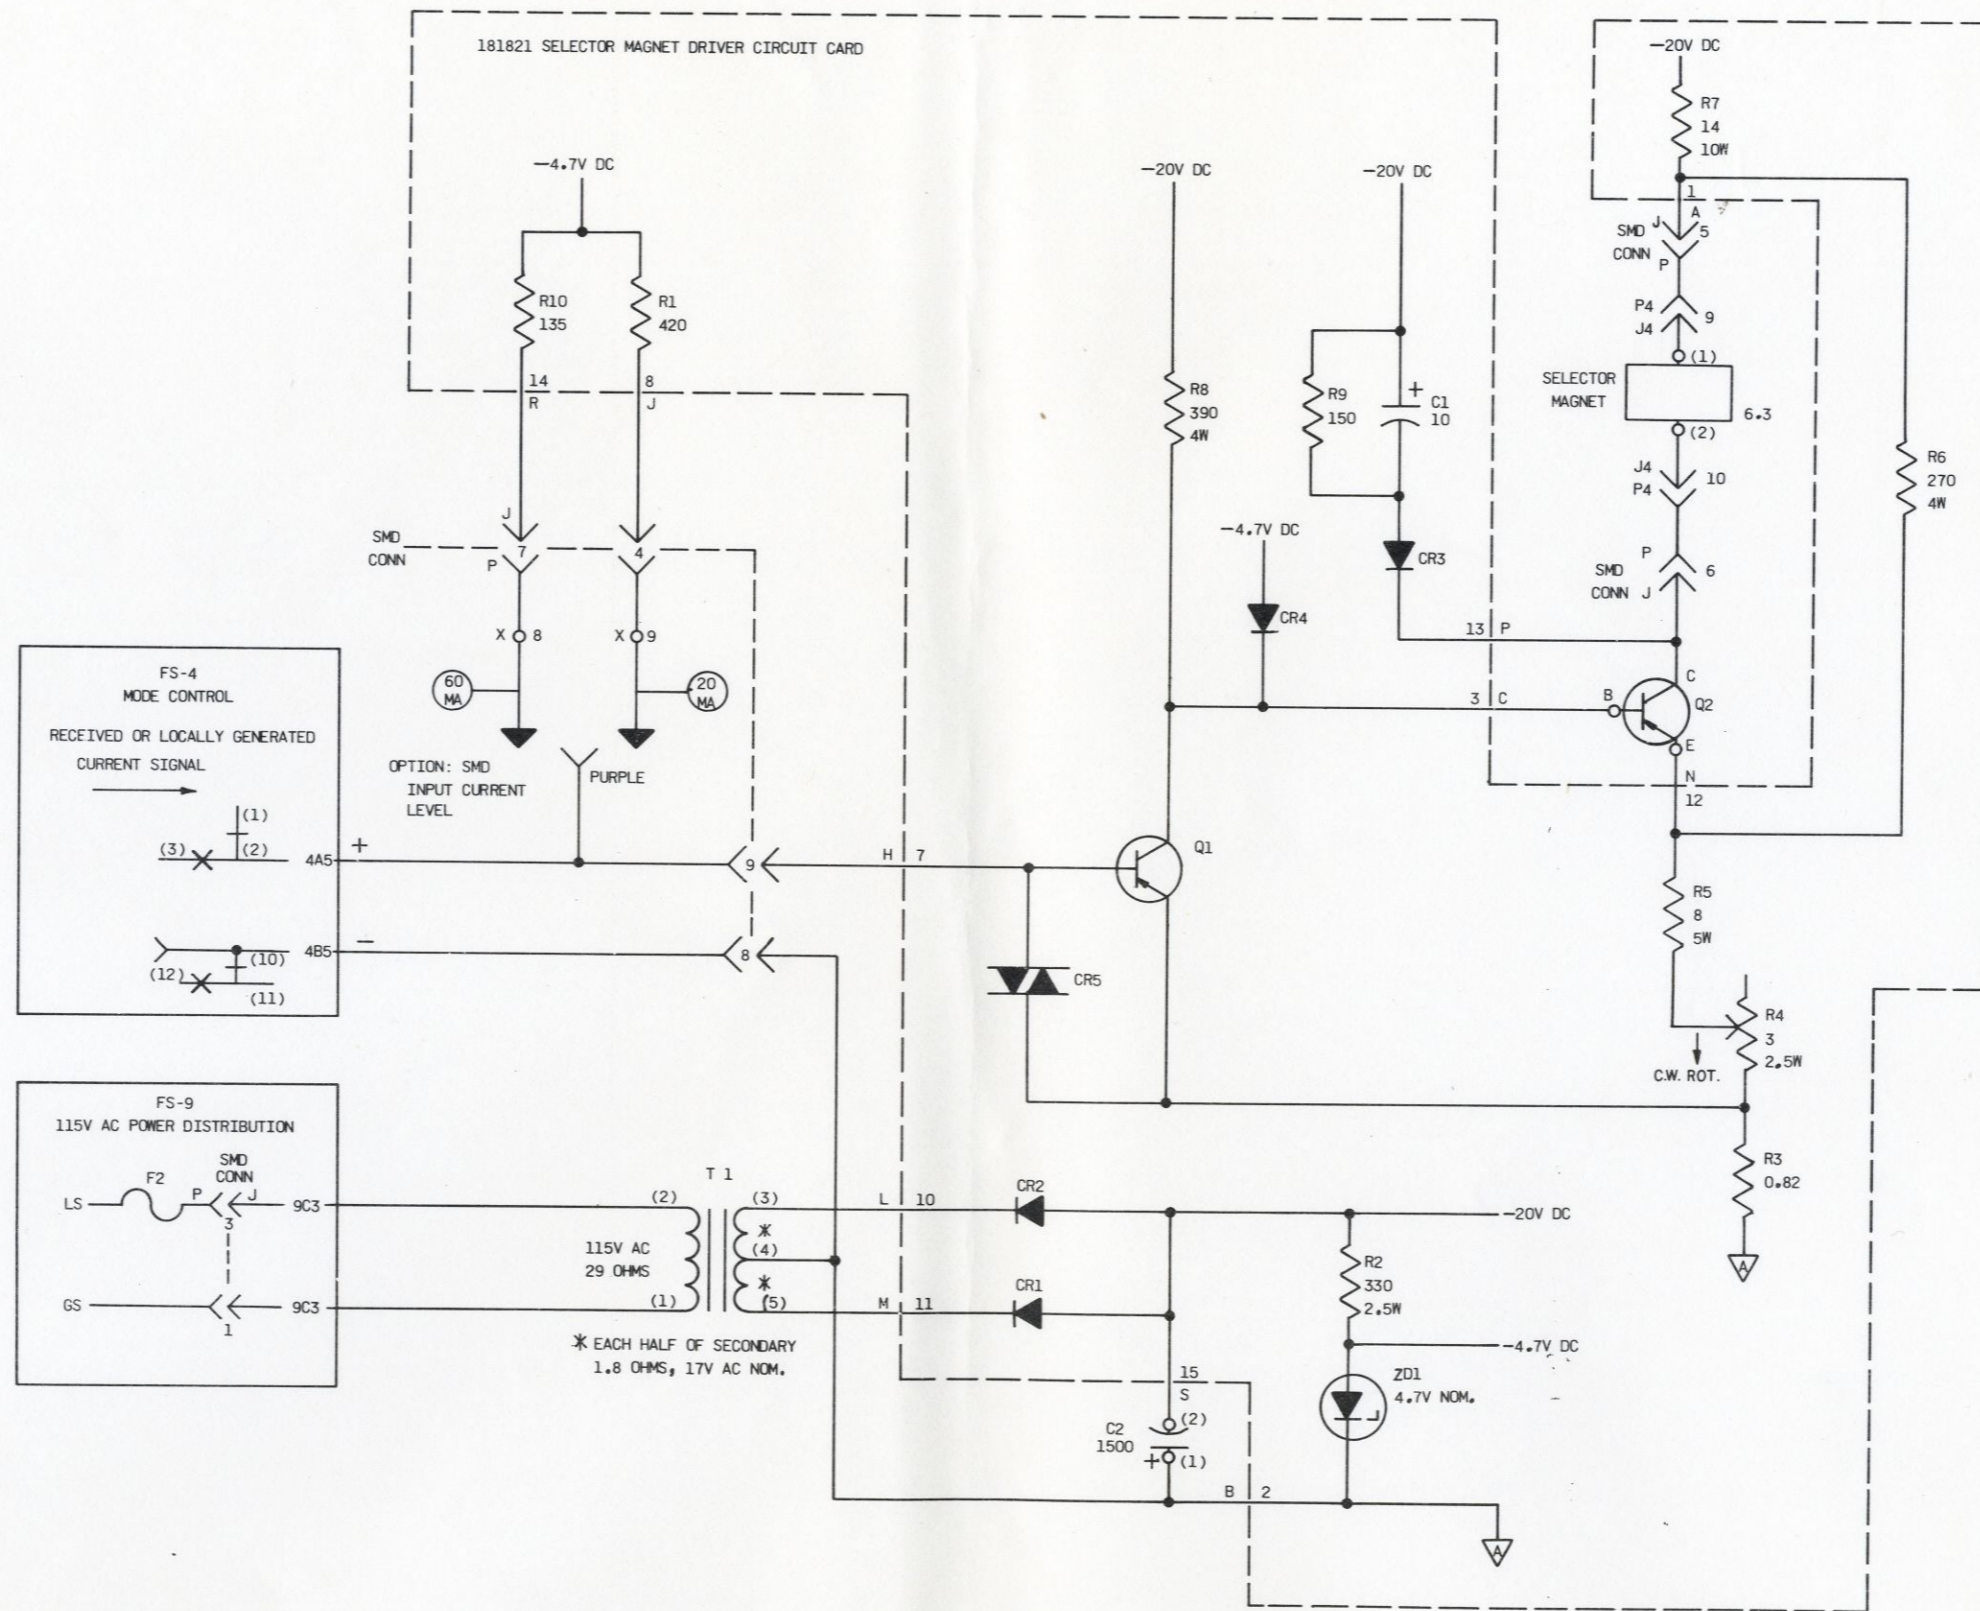 181821 SELECTOR MAGNET DRIVER CIRCUIT CARD
—20V DC
R7
14
10W
1
A
J
5
SMD
CONN
P
P4
9
J4
(1)
SELECTOR
MAGNET
6.3
(2)
J4
10
P4
P
6
SMD
CONN J
R6
270
4W
—4.7V DC
R10
135
R1
420
14
R
8
J
—20V DC
—20V DC
R8
390
4W
R9
150
+
C1
10
—4.7V DC
CR3
CR4
13 P
3 C
B
C
Q2
E
N
12
J
SMD
CONN
7
4
P
X 8
X 9
60
MA
20
MA
OPTION: SMD
INPUT CURRENT
LEVEL
PURPLE
FS-4
MODE CONTROL
RECEIVED OR LOCALLY GENERATED
CURRENT SIGNAL
(1)
(3)
(2)
4A5
+
9
H 7
Q1
(10)
4B5
—
8
(12)
(11)
CR5
R5
8
5W
R4
3
2.5W
C.W. ROT.
R3
0.82
A
FS-9
115V AC POWER DISTRIBUTION
SMD
CONN
F2
LS
P
J
9C3
3
GS
9C3
1
T 1
(2)
(3)
*
(4)
115V AC
29 OHMS
*
(1)
(5)
* EACH HALF OF SECONDARY
1.8 OHMS, 17V AC NOM.
L 10
CR2
—20V DC
R2
330
2.5W
M 11
CR1
—4.7V DC
15
S
ZD1
4.7V NOM.
(2)
C2
1500
+
(1)
B 2
A